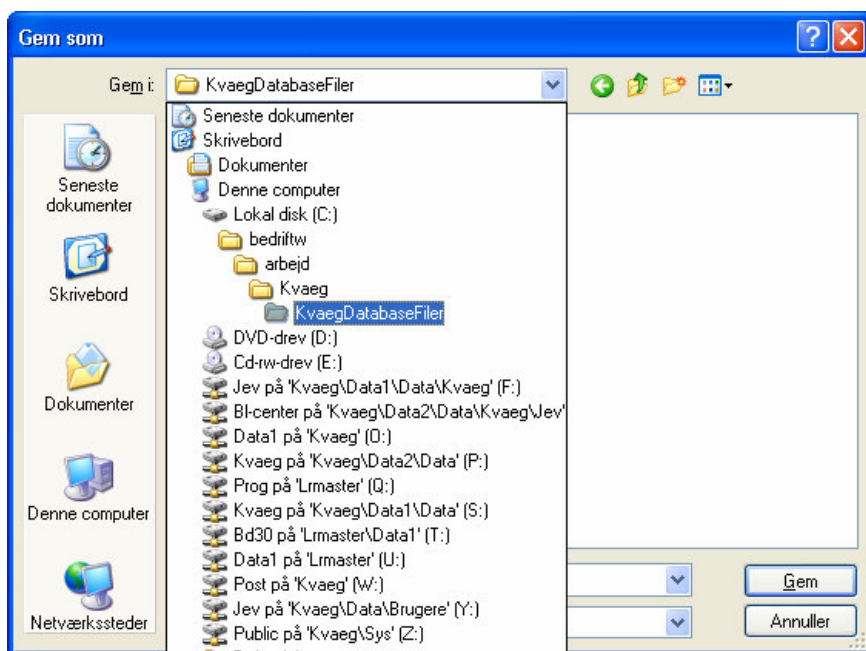 Gem som
Gem i:
KvaegDatabaseFiler
Seneste dokumenter
Skrivebord
Dokumenter
Denne computer
Lokal disk (C:)
bedriftw
arbejd
Kvaeg
KvaegDatabaseFiler
DVD-drev (D:)
Cd-rw-drev (E:)
Jev på 'Kvaeg\Data1\Data\Kvaeg' (F:)
BI-center på 'Kvaeg\Data2\Data\Kvaeg\Jev'
Data1 på 'Kvaeg' (O:)
Kvaeg på 'Kvaeg\Data2\Data' (P:)
Prog på 'Lrmaster' (Q:)
Kvaeg på 'Kvaeg\Data1\Data' (S:)
Bd30 på 'Lrmaster\Data1' (T:)
Data1 på 'Lrmaster' (U:)
Post på 'Kvaeg' (W:)
Jev på 'Kvaeg\Data\Brugere' (Y:)
Public på 'Kvaeg\Sys' (Z:)
Seneste
dokumenter
Skrivebord
Dokumenter
Denne computer
Netværkssteder
Gem
Annuller